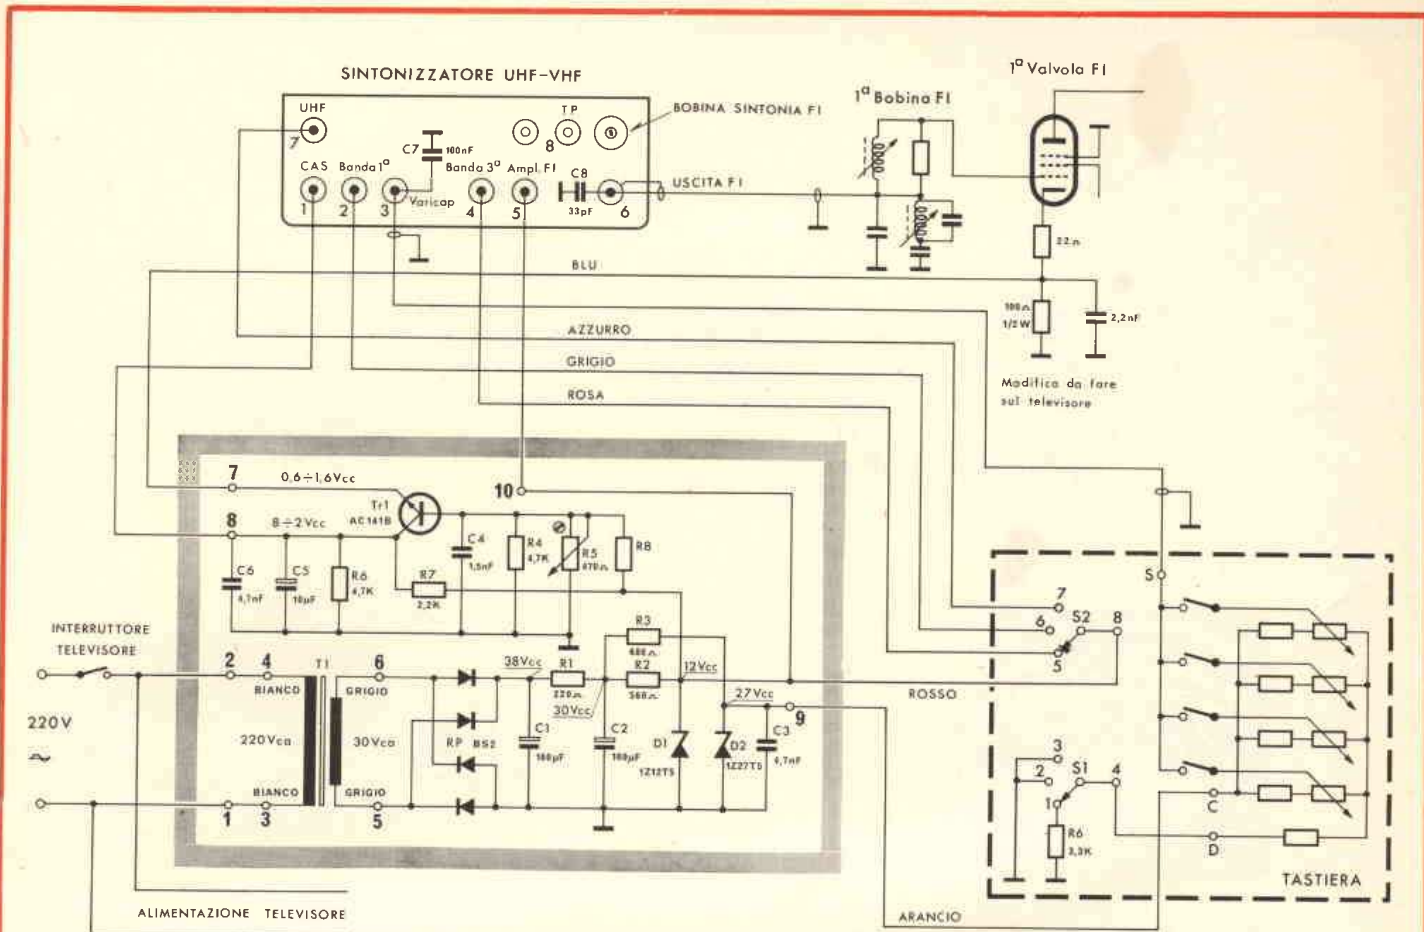 SINTONIZZATORE UHF-VHF
1ª Valvola FI
1ª Bobina FI
UHF
7
TP
8
BOBINA SINTONIA FI
C7
100nF
CAS
Banda 1ª
Varicap
Banda 3ª
Ampl. FI
C8
33pF
1
2
3
4
5
6
USCITA FI
22Ω
BLU
100Ω
1/2 W
2,2nF
AZZURRO
GRIGIO
ROSA
Modifica da fare
sul televisore
7
0,6÷1,6Vcc
10
Tr1
AC141B
8
8÷2Vcc
C6
4,7nF
C5
10µF
R6
4,7K
R7
2,2K
C4
1,5nF
R4
4,7K
R5
470Ω
R8
INTERRUTTORE
TELEVISORE
220V
2
4
BIANCO
T1
6
GRIGIO
220Vca
30Vca
BIANCO
GRIGIO
1
3
5
RP
BS2
38Vcc
R1
220Ω
30Vcc
R3
680Ω
R2
560Ω
12Vcc
27Vcc
9
C1
100µF
C2
100µF
D1
1Z12T5
D2
1Z27T5
C3
4,7nF
ROSSO
ARANCIO
ALIMENTAZIONE TELEVISORE
S
7
6
5
S2
8
3
2
1
S1
4
R6
3,3K
C
D
TASTIERA